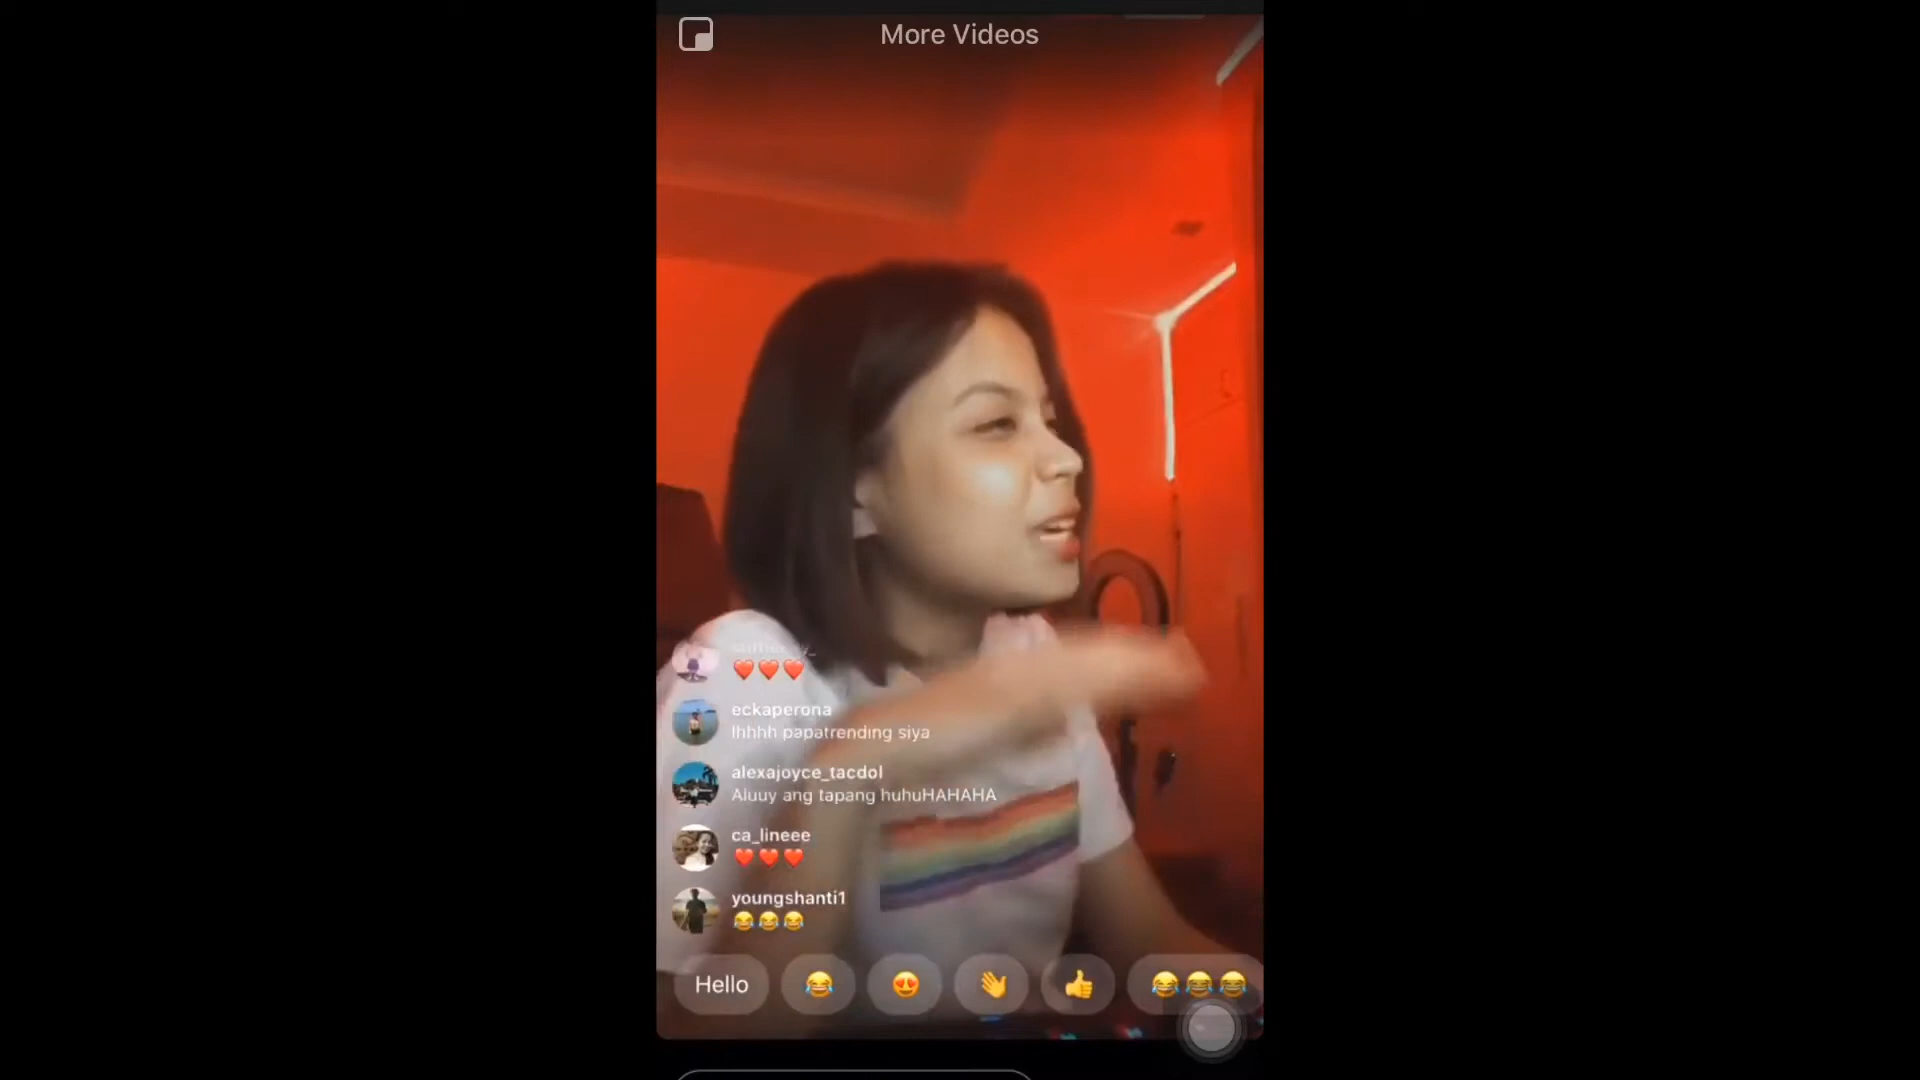 More Videos
❤️❤️❤️
eckaperona
Ihhhh papatrending siya
alexajoyce_tacdol
Aluuy ang tapang huhuHAHAHA
ca_lineee
❤️❤️❤️
youngshanti1
😂😂😂
Hello 😂 😍 👋 👍 😂😂😂